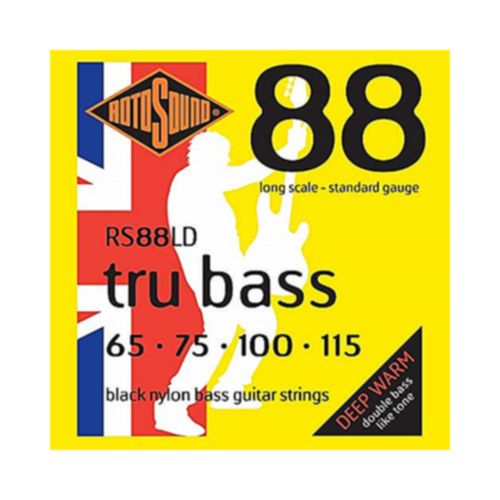 ROTOSOUND
88
long scale - standard gauge
RS88LD
tru bass
65 • 75 • 100 • 115
black nylon bass guitar strings
DEEP WARM
double bass
like tone